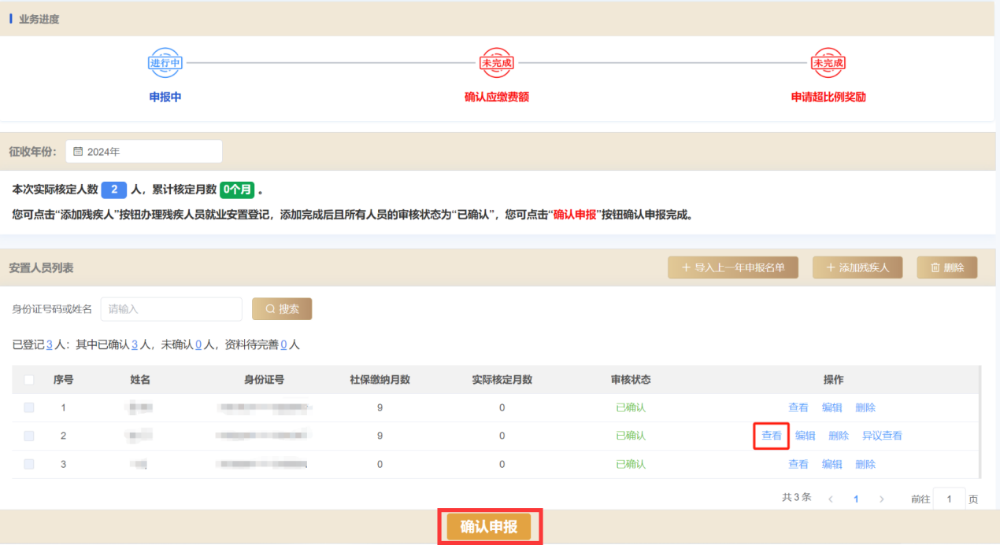 业务进度
进行中 未完成 未完成
申报中 确认应缴费额 申请超比例奖励
征收年份： 2024年
本次实际核定人数 2 人，累计核定月数 0个月 。
您可点击“添加残疾人”按钮办理残疾人员就业安置登记，添加完成后且所有人员的审核状态为“已确认”，您可点击“确认申报”按钮确认申报完成。
安置人员列表 + 导入上一年申报名单 + 添加残疾人 删除
身份证号码或姓名 请输入 搜索
已登记3人：其中已确认3人，未确认0人，资料待完善0人
序号 姓名 身份证号 社保缴纳月数 实际核定月数 审核状态 操作
1 9 0 已确认 查看 编辑 删除
2 9 0 已确认 查看 编辑 删除 异议查看
3 0 0 已确认 查看 编辑 删除
共3条 < 1 > 前往 1 页
确认申报